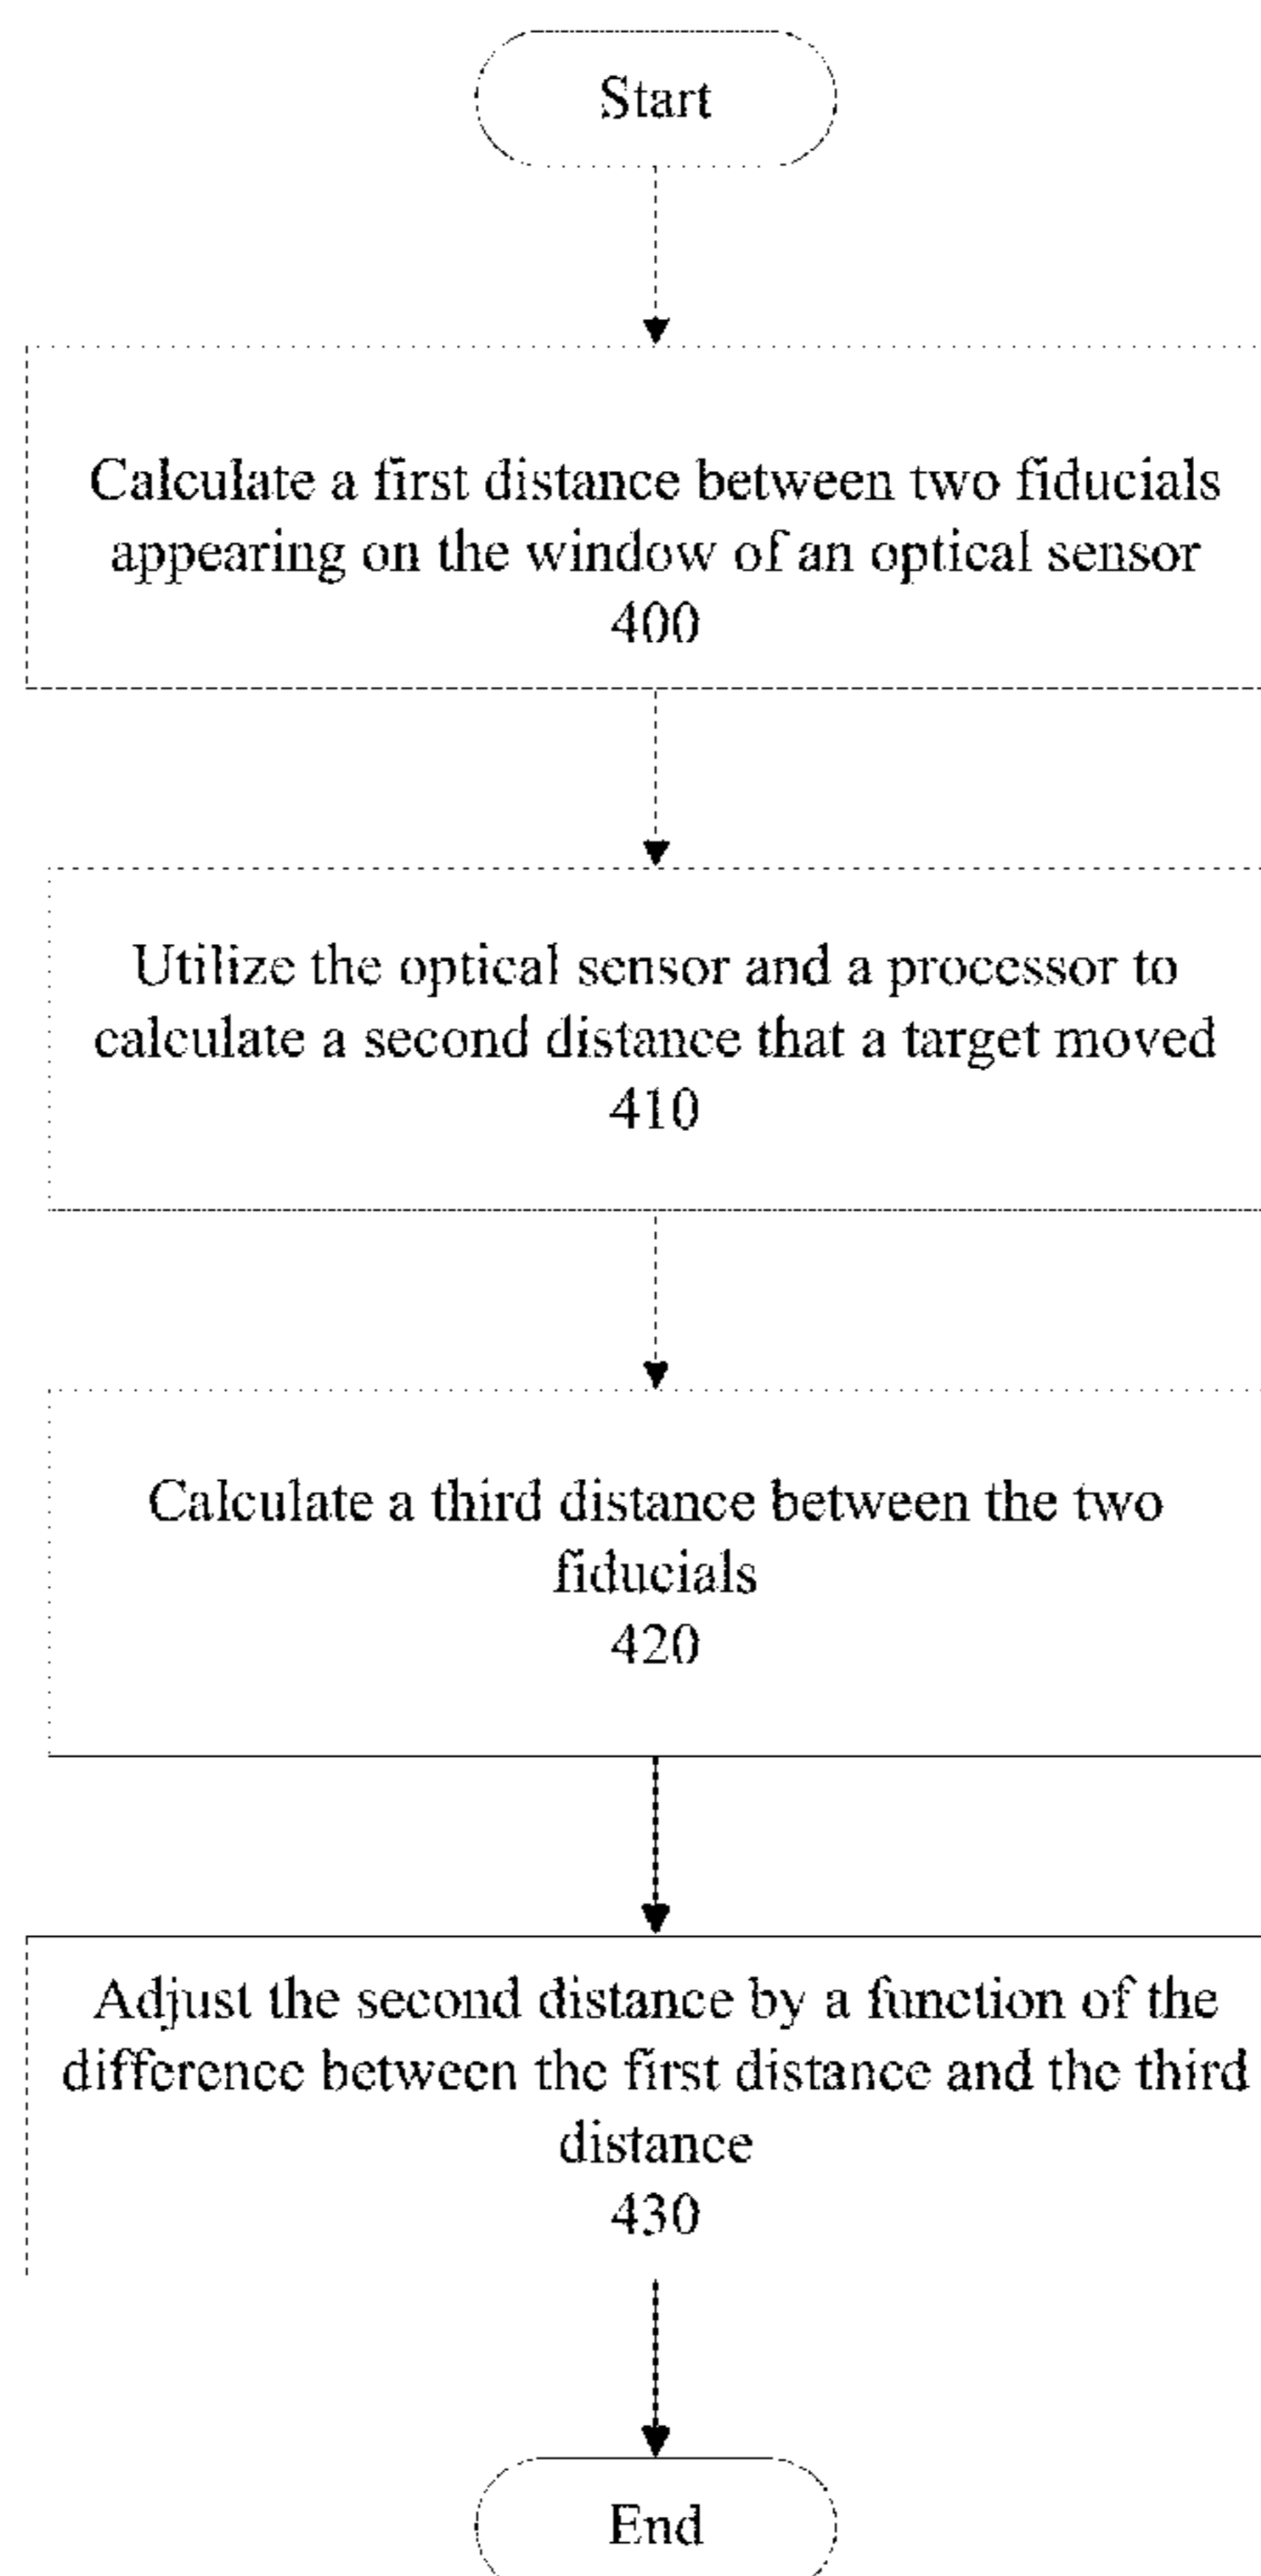 Start
Calculate a first distance between two fiducials
appearing on the window of an optical sensor
400
Utilize the optical sensor and a processor to
calculate a second distance that a target moved
410
Calculate a third distance between the two
fiducials
420
Adjust the second distance by a function of the
difference between the first distance and the third
distance
430
End